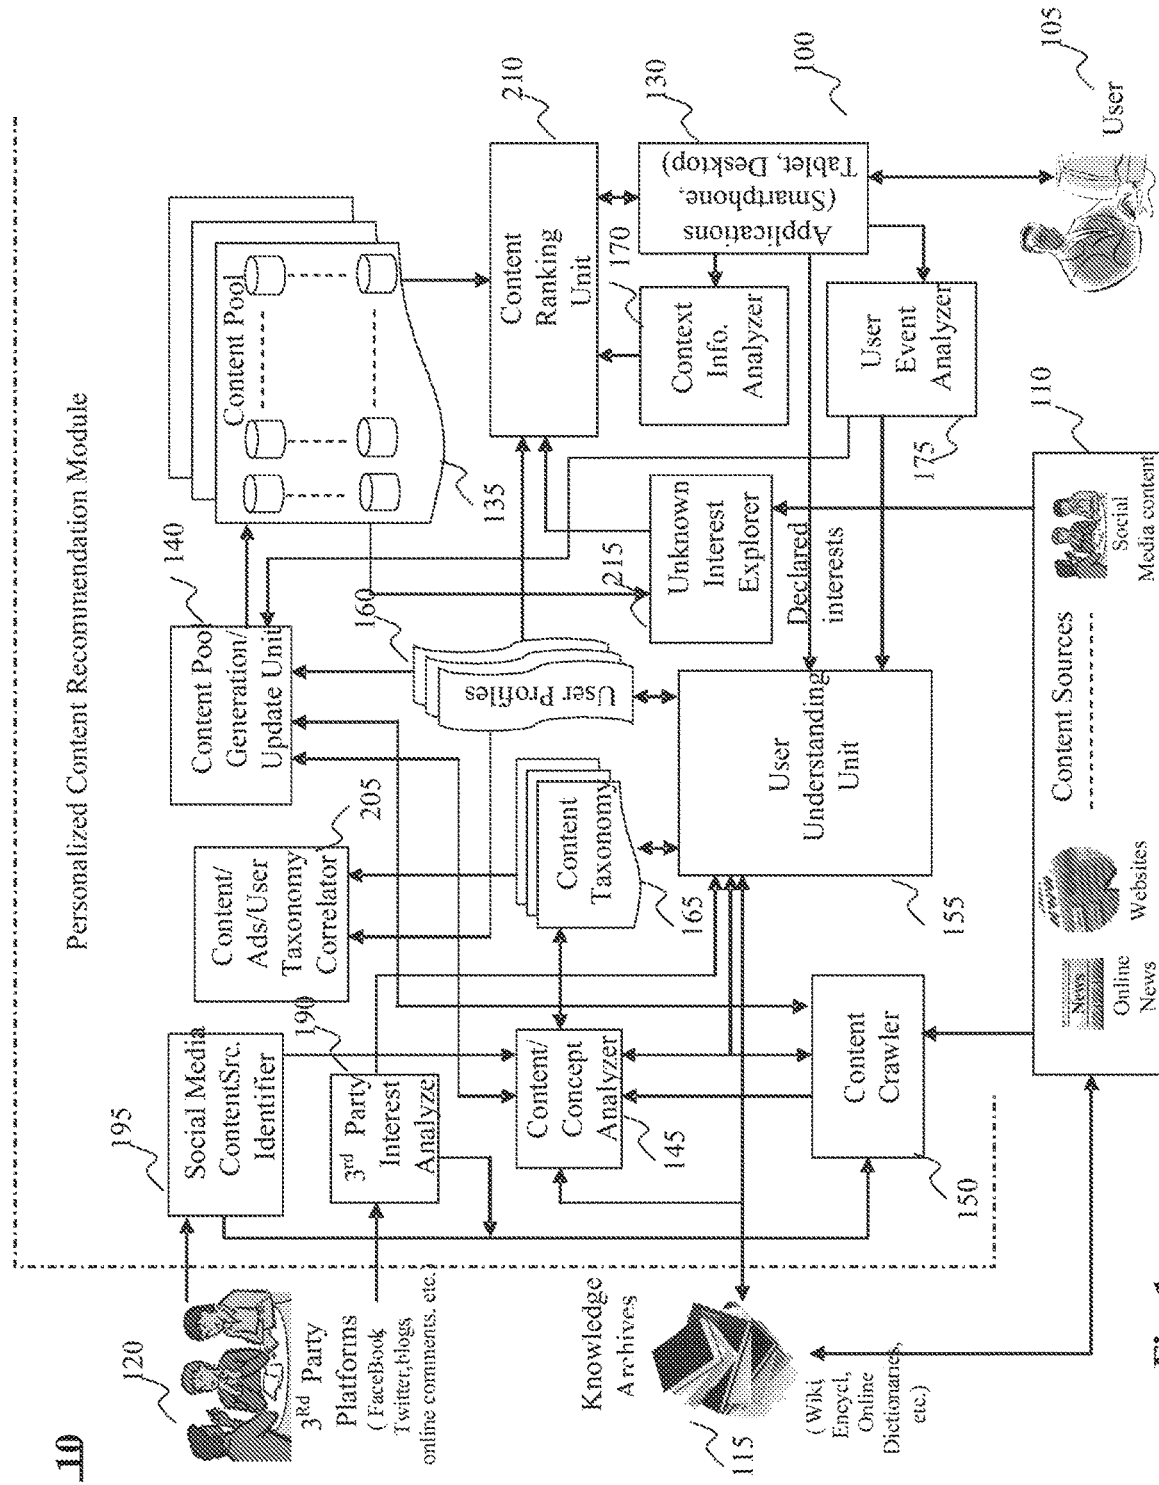 10
Personalized Content Recommendation Module
120
3Rd Party
Platforms
( FaceBook
Twitter,blogs
online comments. etc.)
195
Social Media
ContentSrc.
Identifier
190
3rd Party
Interest
Analyze
Content/
Ads/User
Taxonomy
Correlator
205
140
Content Pool
Generation/
Update Unit
Content Pool
135
160
User Profiles
Content
Taxonomy
165
Content/
Concept
Analyzer
145
Content
Crawler
150
User
Understanding
Unit
155
215
Unknown
Interest
Explorer
Declared
interests
210
Content
Ranking
Unit
170
Context
Info.
Analyzer
130
Applications
(Smartphone,
Tablet, Desktop)
User
Event
Analyzer
175
100
105
User
110
Content Sources
Online
News
News
Websites
Social
Media content
Knowledge
Archives
115
( Wiki,
Encycl,
Online
Dictionaries,
etc.)